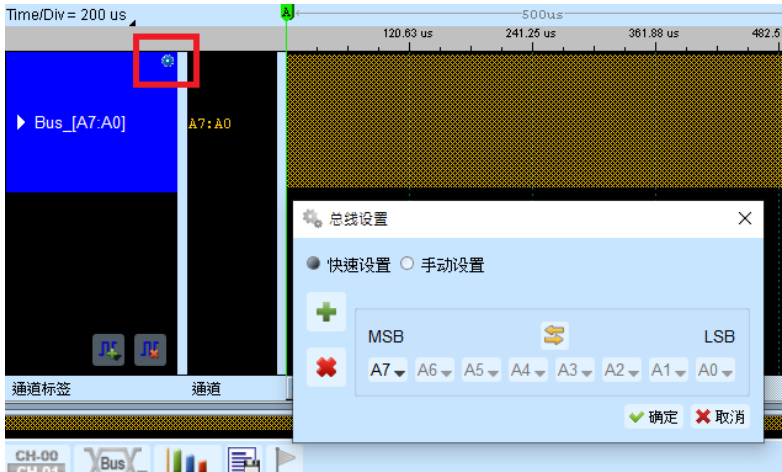 Time/Div = 200 us
A
500us
120.63 us 241.25 us 361.88 us 482.5
Bus_[A7:A0]
A7:A0
总线设置
快速设置 手动设置
MSB LSB
A7 A6 A5 A4 A3 A2 A1 A0
确定 取消
通道标签 通道
CH-00
CH-01
Bus